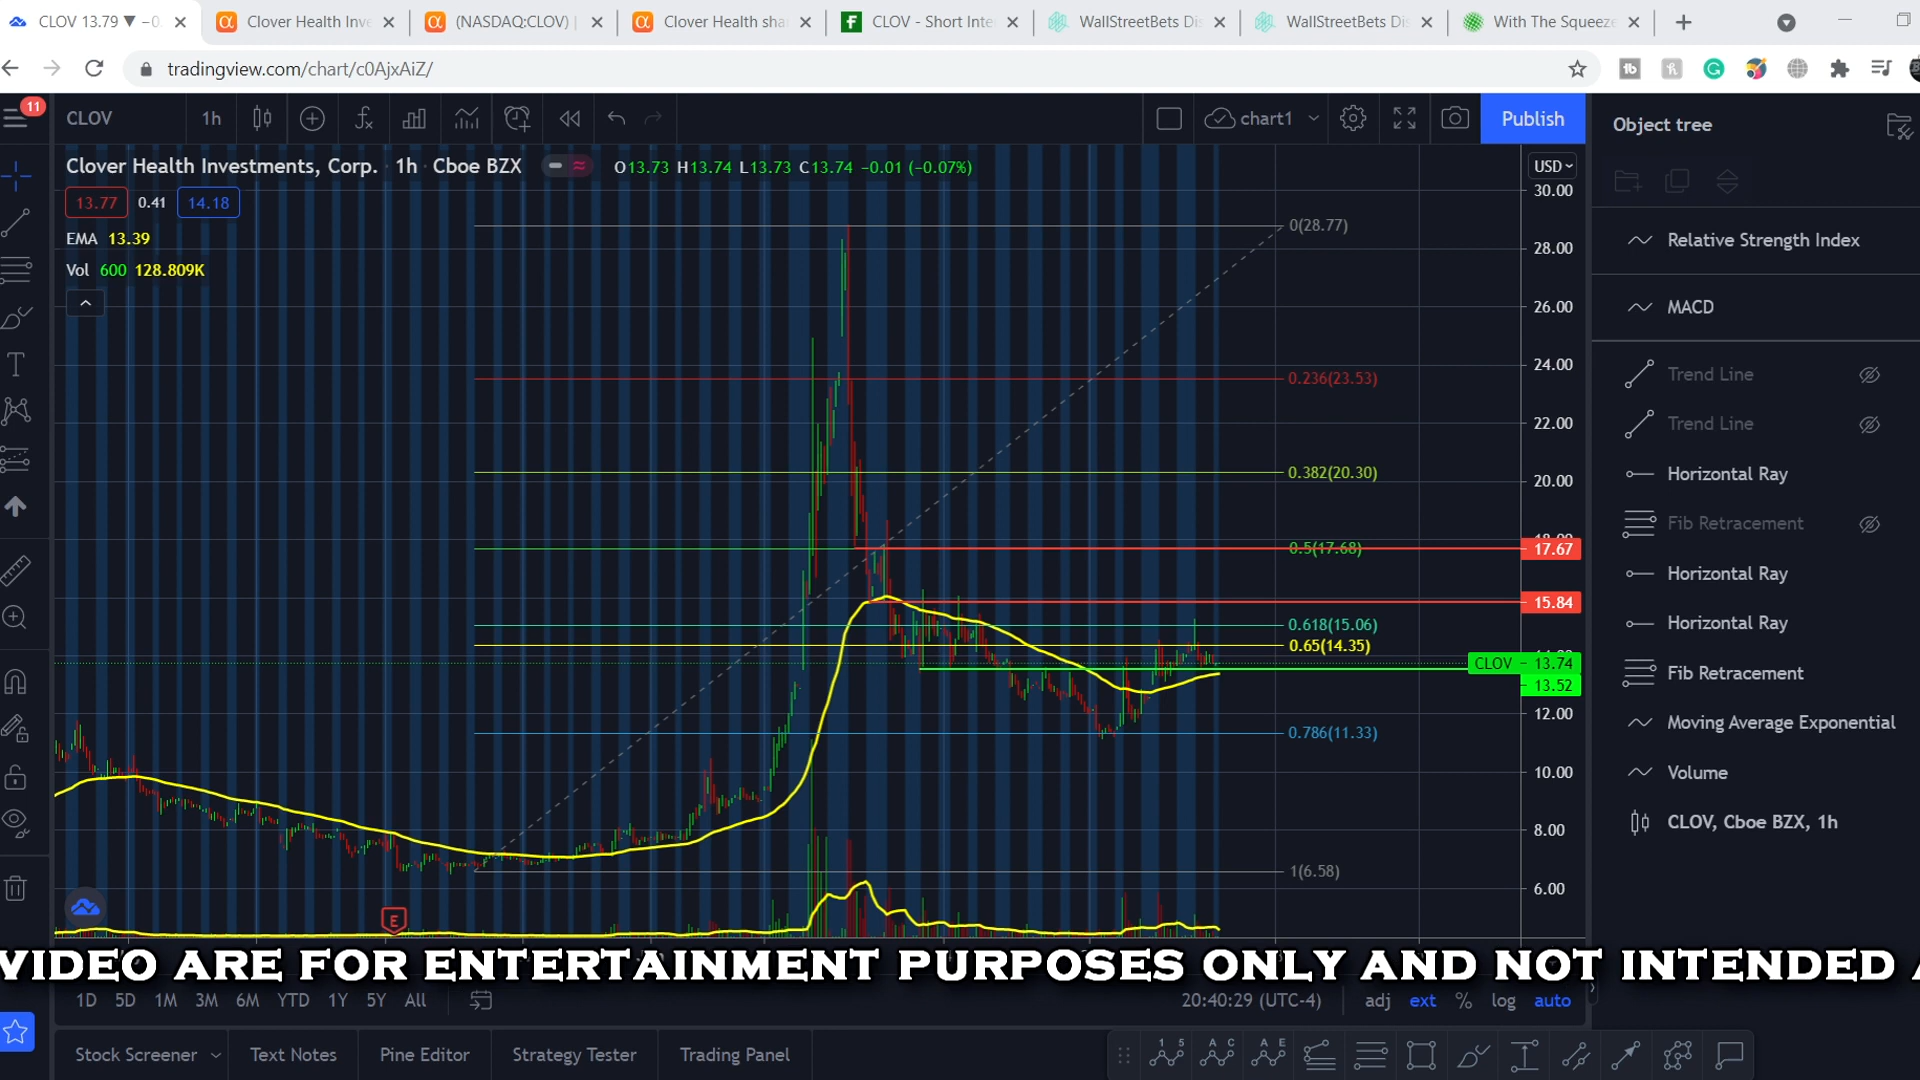 CLOV 13.79 ▼ −0.
Clover Health Inve
(NASDAQ:CLOV) |
Clover Health sha
CLOV - Short Inte
WallStreetBets Dis
WallStreetBets Dis
With The Squeeze
tradingview.com/chart/c0AjxAiZ/
11
CLOV
1h
chart1
Publish
Object tree
Clover Health Investments, Corp. · 1h · Cboe BZX
O13.73 H13.74 L13.73 C13.74 −0.01 (−0.07%)
USD
13.77
0.41
14.18
EMA 13.39
Vol 600 128.809K
30.00
28.00
26.00
24.00
22.00
20.00
17.67
15.84
CLOV
13.74
13.52
12.00
10.00
8.00
6.00
0(28.77)
0.236(23.53)
0.382(20.30)
0.5(17.68)
0.618(15.06)
0.65(14.35)
0.786(11.33)
1(6.58)
E
Relative Strength Index
MACD
Trend Line
Trend Line
Horizontal Ray
Fib Retracement
Horizontal Ray
Horizontal Ray
Fib Retracement
Moving Average Exponential
Volume
CLOV, Cboe BZX, 1h
VIDEO ARE FOR ENTERTAINMENT PURPOSES ONLY AND NOT INTENDED A
1D 5D 1M 3M 6M YTD 1Y 5Y All
20:40:29 (UTC-4)
adj ext % log auto
Stock Screener
Text Notes
Pine Editor
Strategy Tester
Trading Panel